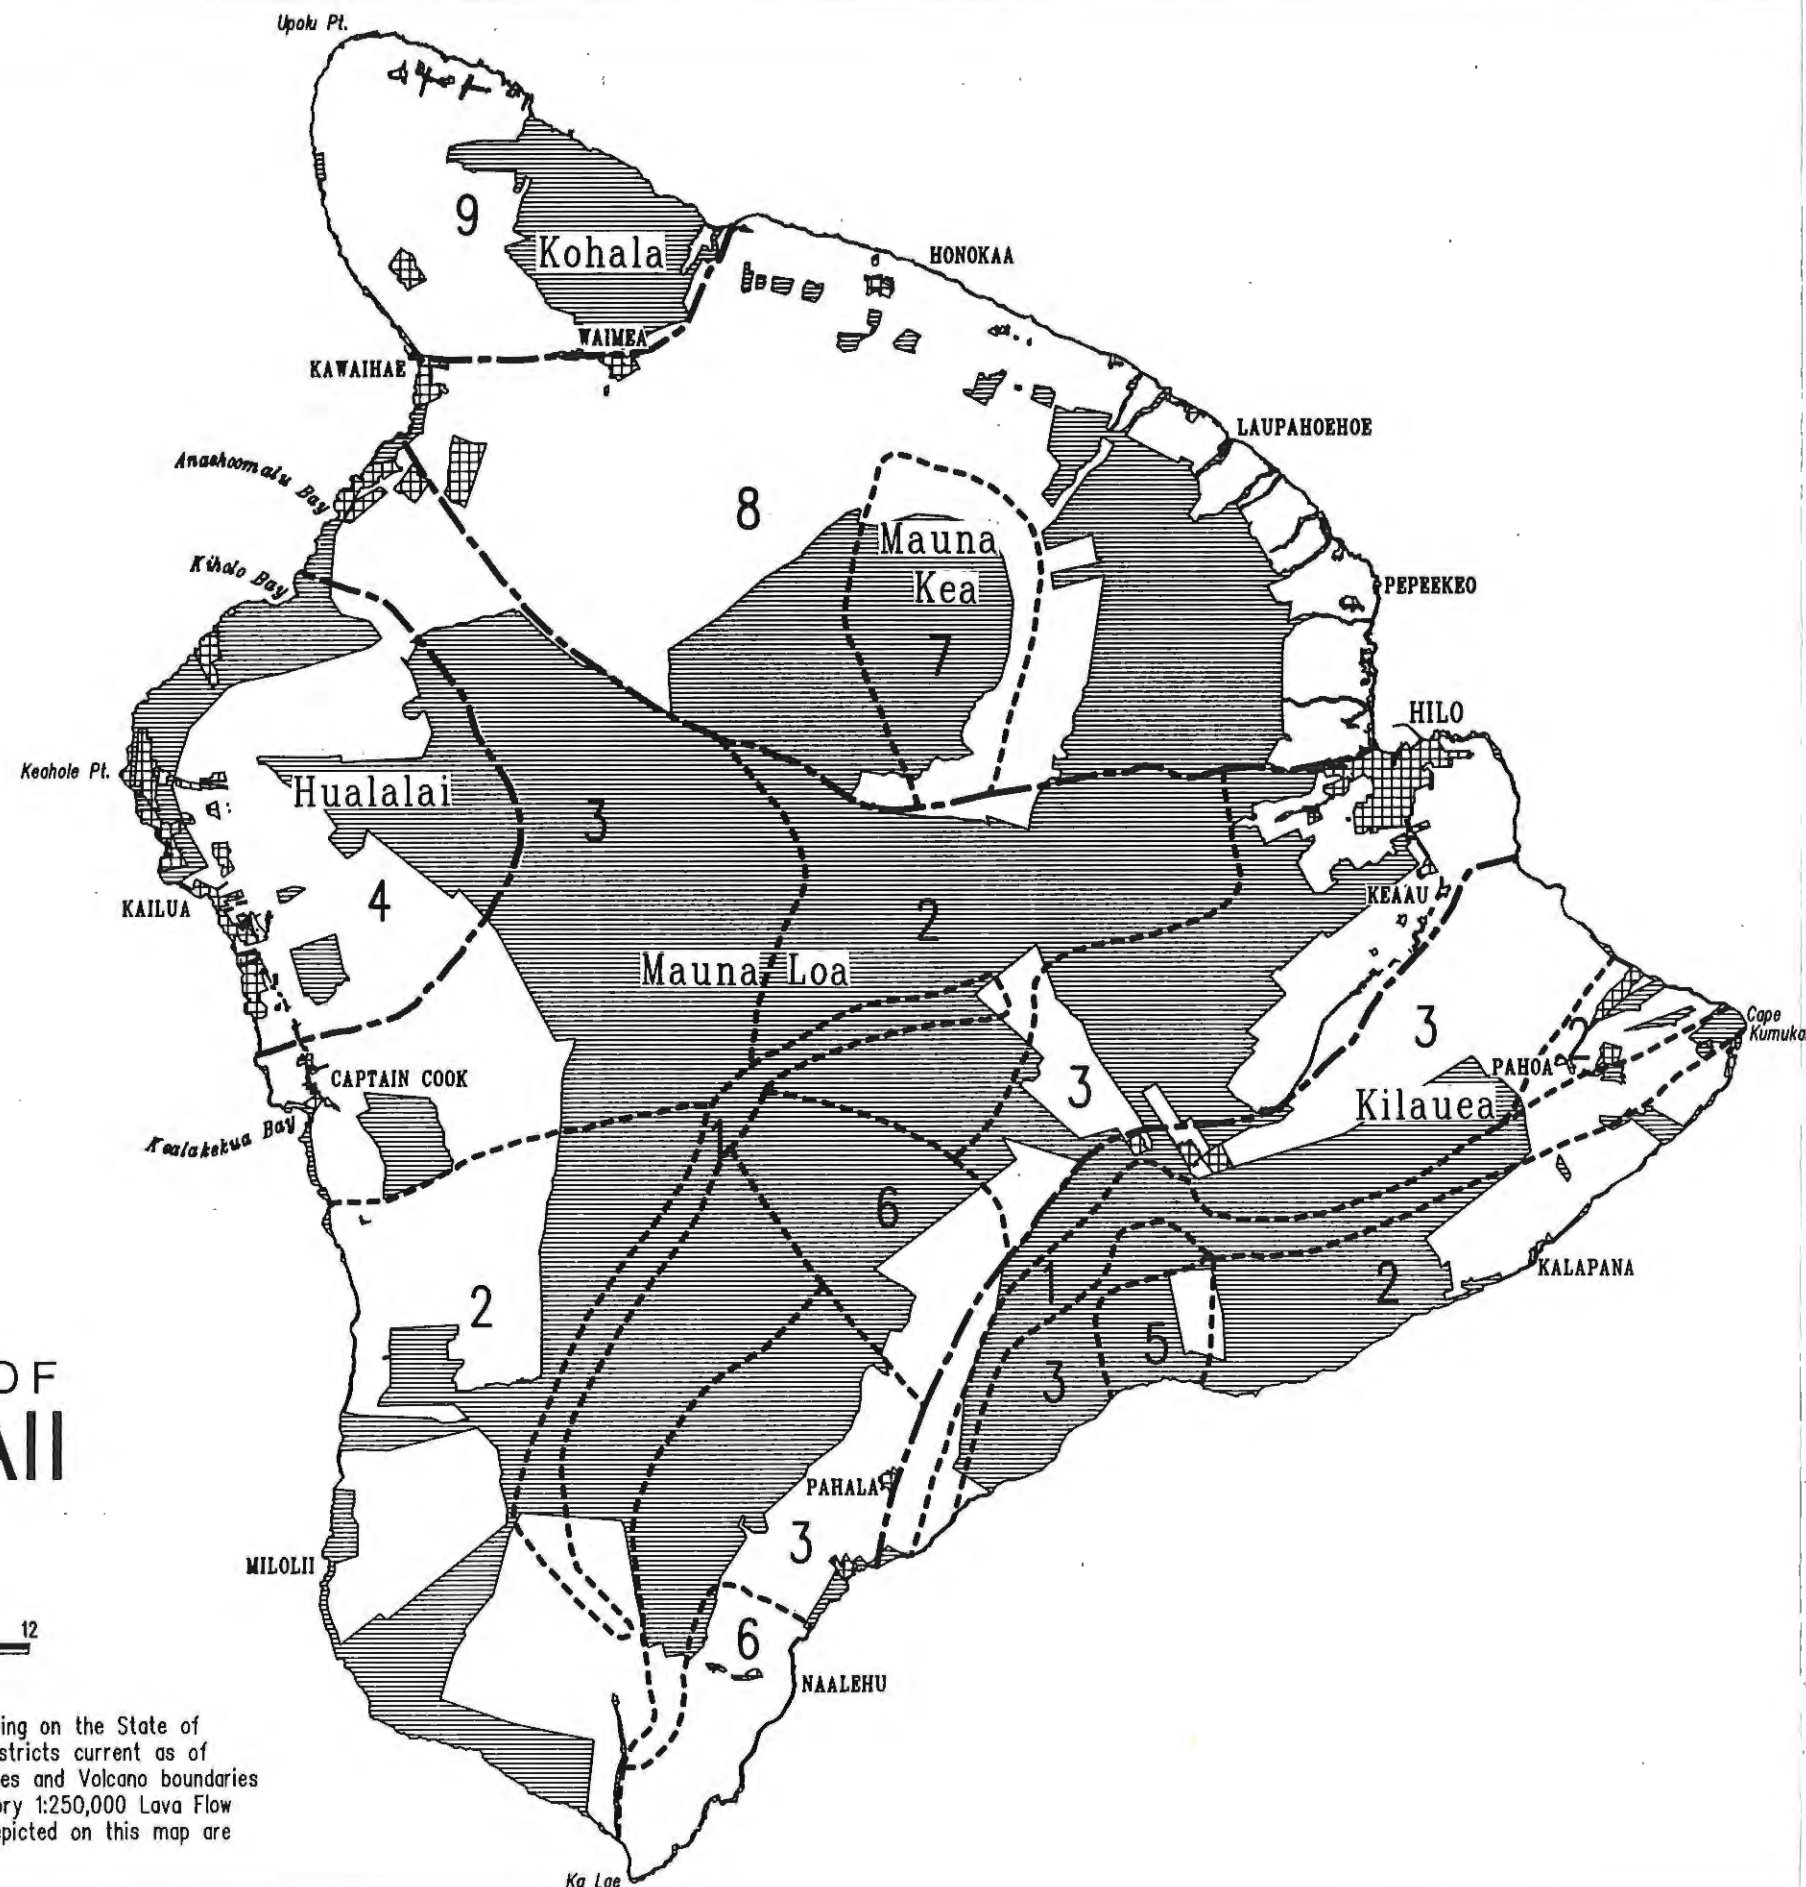 Upolu Pt.
9
Kohala
HONOKAA
WAIMEA
KAWAIHAE
LAUPAHOEHOE
Anaehoomalu Bay
8
Mauna
Kea
Kiholo Bay
PEPEEKEO
7
HILO
Keahole Pt.
Hualalai
3
KEAAU
4
KAILUA
2
Mauna Loa
Cape
Kumuka
3
2
PAHOA
CAPTAIN COOK
3
Kilauea
Kealakekua Bay
1
6
KALAPANA
1
2
2
5
3
OF
AII
PAHALA
3
MILOLII
12
6
NAALEHU
ing on the State of
stricts current as of
es and Volcano boundaries
ory 1:250,000 Lava Flow
epicted on this map are
Ka Lae